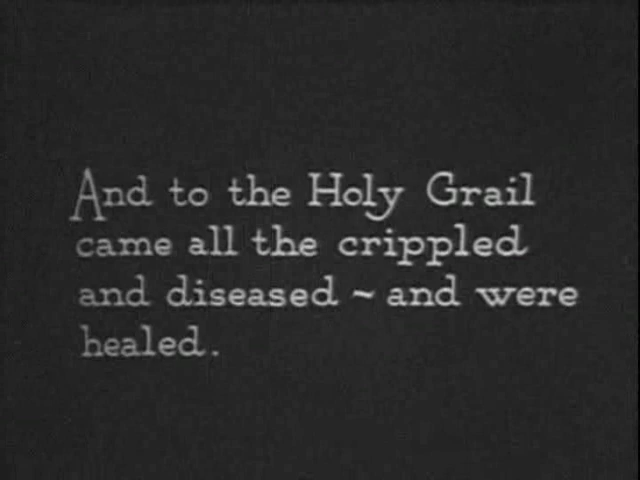 And to the Holy Grail
came all the crippled
and diseased ~ and were
healed.